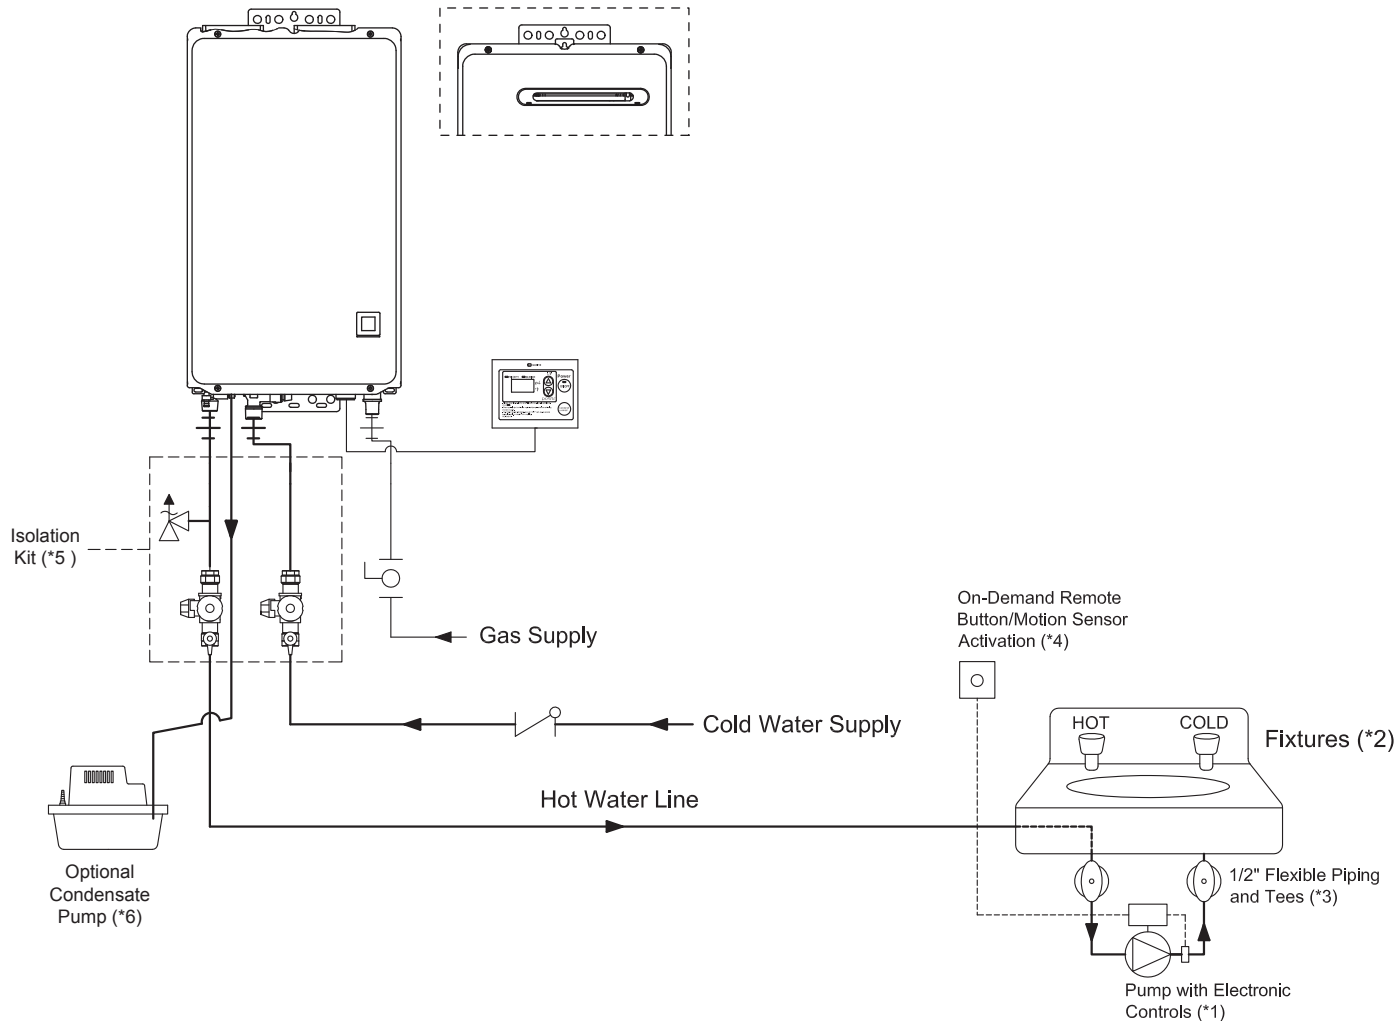 Power
Isolation
Kit (*5 )
Gas Supply
On-Demand Remote
Button/Motion Sensor
Activation (*4)
Cold Water Supply
HOT
COLD
Fixtures (*2)
Hot Water Line
Optional
Condensate
Pump (*6)
1/2" Flexible Piping
and Tees (*3)
Pump with Electronic
Controls (*1)